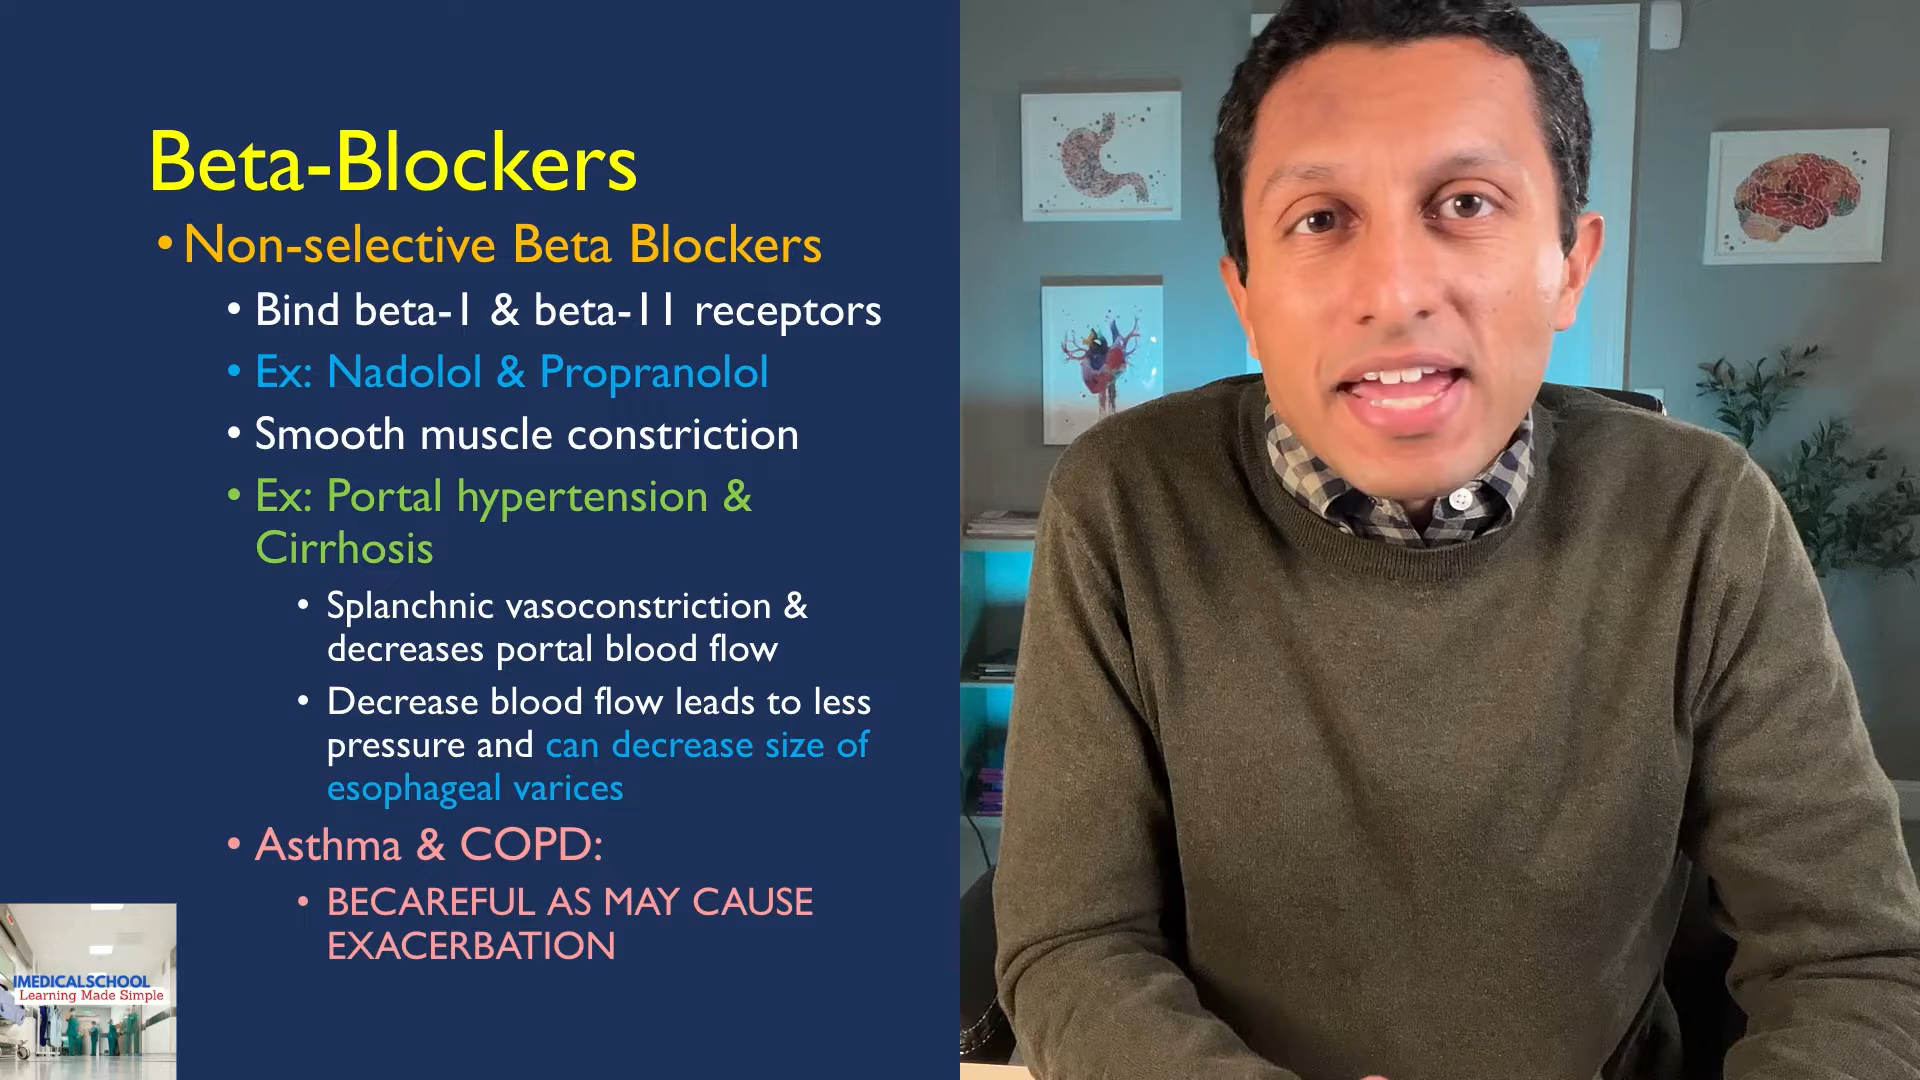 Beta-Blockers
• Non-selective Beta Blockers
• Bind beta-1 & beta-11 receptors
• Ex: Nadolol & Propranolol
• Smooth muscle constriction
• Ex: Portal hypertension &
Cirrhosis
• Splanchnic vasoconstriction &
decreases portal blood flow
• Decrease blood flow leads to less
pressure and can decrease size of
esophageal varices
• Asthma & COPD:
• BECAREFUL AS MAY CAUSE
EXACERBATION
IMEDICALSCHOOL
Learning Made Simple